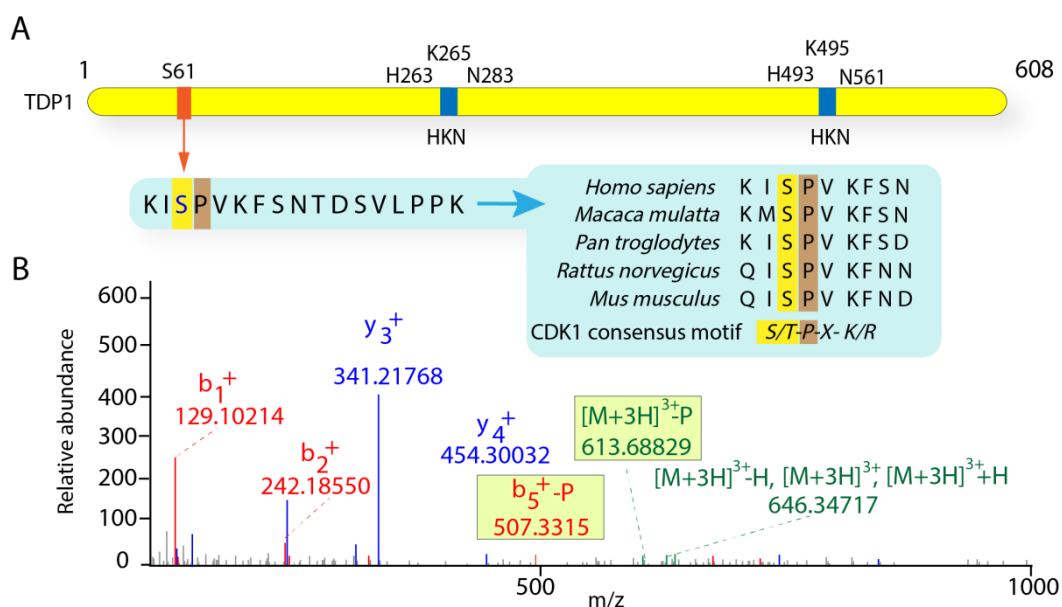 A
1
S61
H263
K265
N283
H493
K495
N561
608
TDP1
HKN
HKN
K I S P V K F S N T D S V L P P K
Homo sapiens K I S P V K F S N
Macaca mulatta K M S P V K F S N
Pan troglodytes K I S P V K F S D
Rattus norvegicus Q I S P V K F N N
Mus musculus Q I S P V K F N D
CDK1 consensus motif S/T-P-X- K/R
B
Relative abundance
600
500
400
300
200
100
0
b1+
129.10214
b2+
242.18550
y3+
341.21768
y4+
454.30032
b5+-P
507.3315
[M+3H]3+-P
613.68829
[M+3H]3+-H, [M+3H]3+, [M+3H]3++H
646.34717
500
1000
m/z